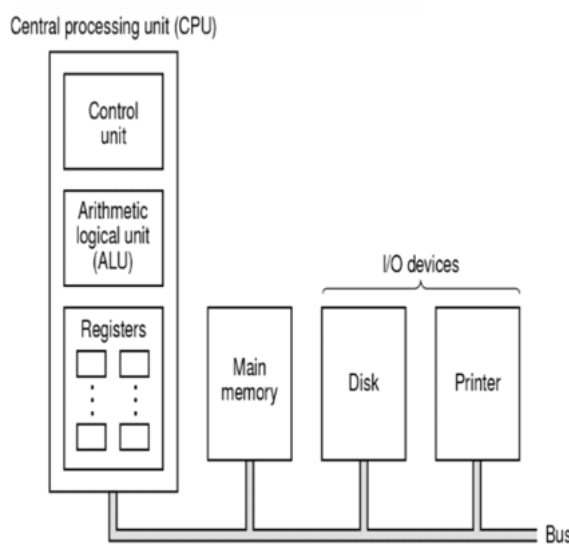 Central processing unit (CPU)
Control
unit
Arithmetic
logical unit
(ALU)
Registers
I/O devices
Main
memory
Disk
Printer
Bus